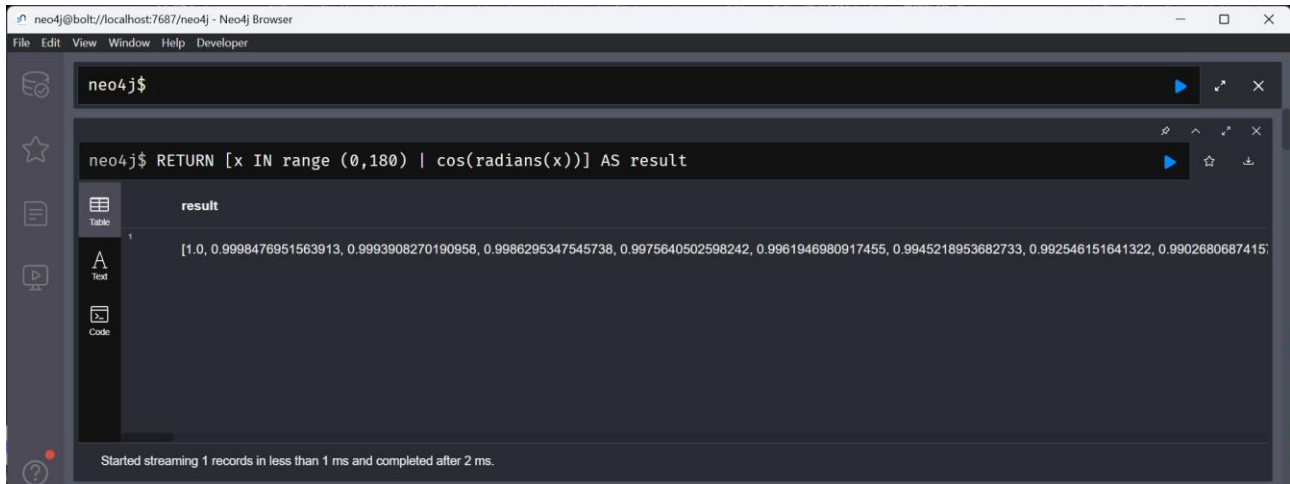 neo4j@bolt://localhost:7687/neo4j - Neo4j Browser
File Edit View Window Help Developer
neo4j$
neo4j$ RETURN [x IN range (0,180) | cos(radians(x))] AS result
Table
result
1
[1.0, 0.9998476951563913, 0.9993908270190958, 0.9986295347545738, 0.9975640502598242, 0.9961946980917455, 0.9945218953682733, 0.992546151641322, 0.99026806874157
A
Text
Code
Started streaming 1 records in less than 1 ms and completed after 2 ms.